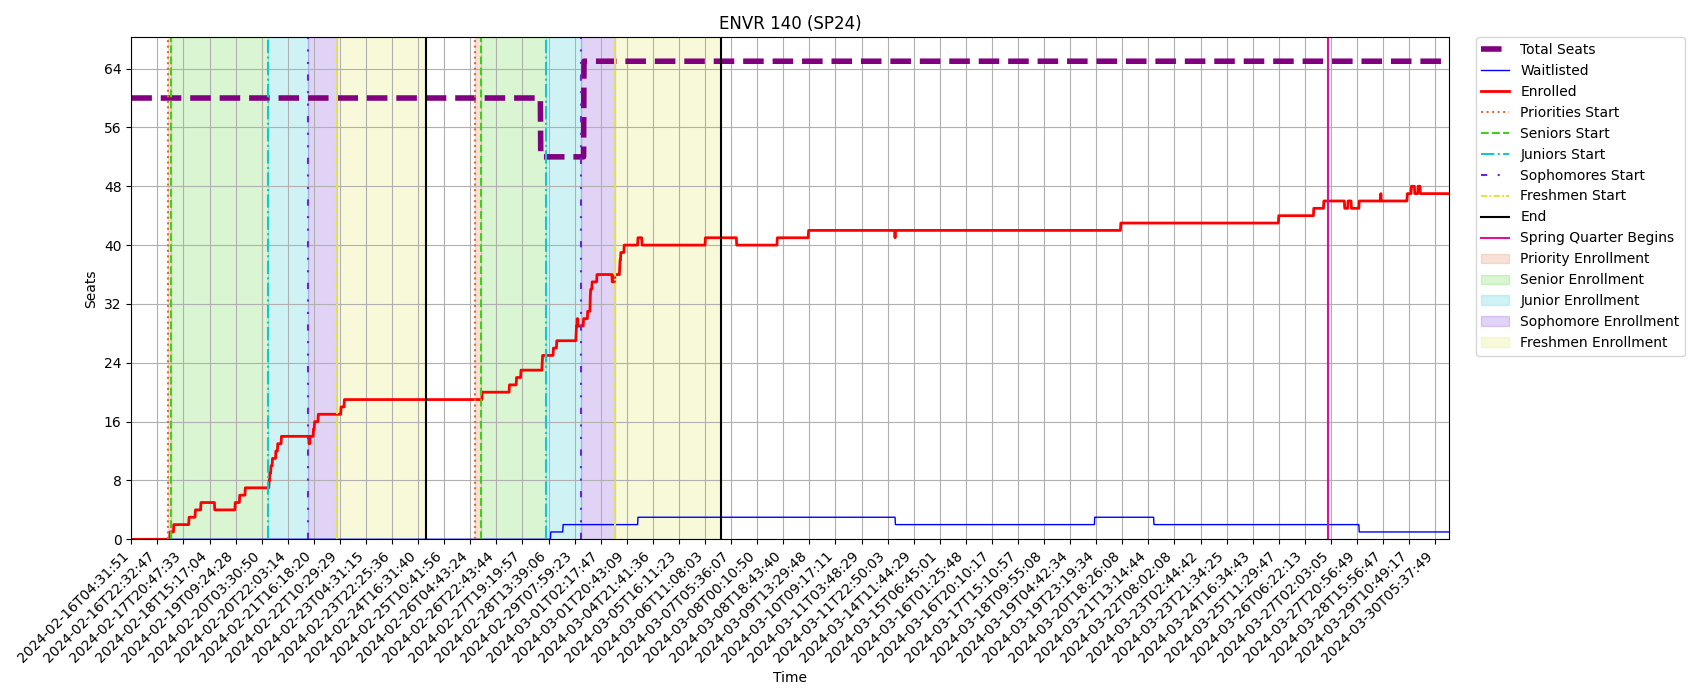 ENVR 140 (SP24)
Total Seats
Waitlisted
Enrolled
Priorities Start
Seniors Start
Juniors Start
Sophomores Start
Freshmen Start
End
Spring Quarter Begins
Priority Enrollment
Senior Enrollment
Junior Enrollment
Sophomore Enrollment
Freshmen Enrollment
Seats
64
56
48
40
32
24
16
8
0
2024-02-16T04:31:51
2024-02-16T22:32:47
2024-02-17T20:47:33
2024-02-18T15:17:04
2024-02-19T09:24:28
2024-02-20T03:30:50
2024-02-20T22:03:14
2024-02-21T16:18:20
2024-02-22T10:29:29
2024-02-23T04:31:15
2024-02-23T22:25:36
2024-02-24T16:31:40
2024-02-25T10:41:56
2024-02-26T04:43:24
2024-02-26T22:43:44
2024-02-27T19:19:57
2024-02-28T13:39:06
2024-02-29T07:59:23
2024-03-01T02:17:47
2024-03-01T20:43:09
2024-03-04T21:41:36
2024-03-05T16:11:23
2024-03-06T11:08:03
2024-03-07T05:36:07
2024-03-08T00:10:50
2024-03-08T18:43:40
2024-03-09T13:29:48
2024-03-10T09:17:11
2024-03-11T03:48:29
2024-03-11T22:50:03
2024-03-14T11:44:29
2024-03-15T06:45:01
2024-03-16T01:25:48
2024-03-16T20:10:17
2024-03-17T15:10:57
2024-03-18T09:55:08
2024-03-19T04:42:34
2024-03-19T23:19:34
2024-03-20T18:26:08
2024-03-21T13:14:44
2024-03-22T08:02:08
2024-03-23T02:44:42
2024-03-23T21:34:25
2024-03-24T16:34:43
2024-03-25T11:29:47
2024-03-26T06:22:13
2024-03-27T02:03:05
2024-03-27T20:56:49
2024-03-28T15:56:47
2024-03-29T10:49:17
2024-03-30T05:37:49
Time